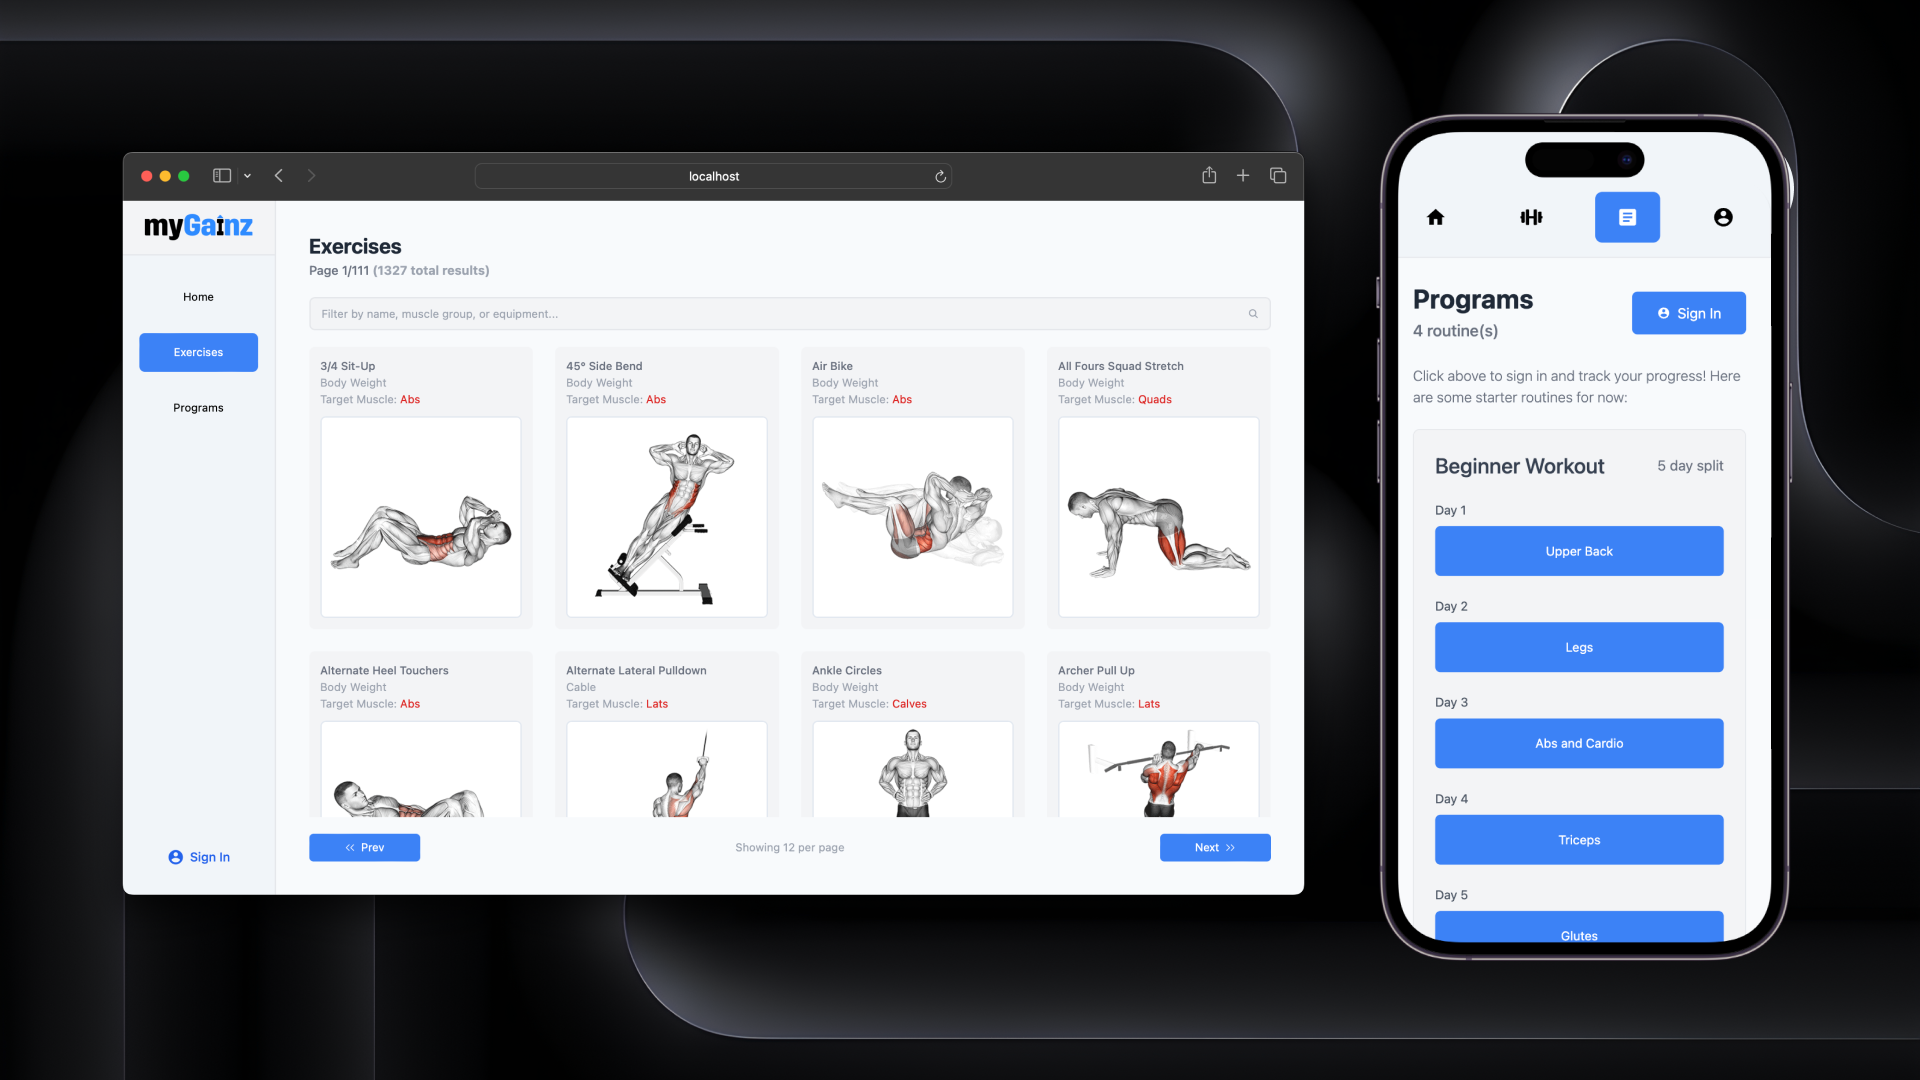 localhost
myGainz
Home
Exercises
Programs
Sign In
Exercises
Page 1/111 (1327 total results)
Filter by name, muscle group, or equipment...
3/4 Sit-Up
Body Weight
Target Muscle: Abs
45° Side Bend
Body Weight
Target Muscle: Abs
Air Bike
Body Weight
Target Muscle: Abs
All Fours Squad Stretch
Body Weight
Target Muscle: Quads
Alternate Heel Touchers
Body Weight
Target Muscle: Abs
Alternate Lateral Pulldown
Cable
Target Muscle: Lats
Ankle Circles
Body Weight
Target Muscle: Calves
Archer Pull Up
Body Weight
Target Muscle: Lats
Prev
Showing 12 per page
Next
Programs
4 routine(s)
Sign In
Click above to sign in and track your progress! Here
are some starter routines for now:
Beginner Workout
5 day split
Day 1
Upper Back
Day 2
Legs
Day 3
Abs and Cardio
Day 4
Triceps
Day 5
Glutes